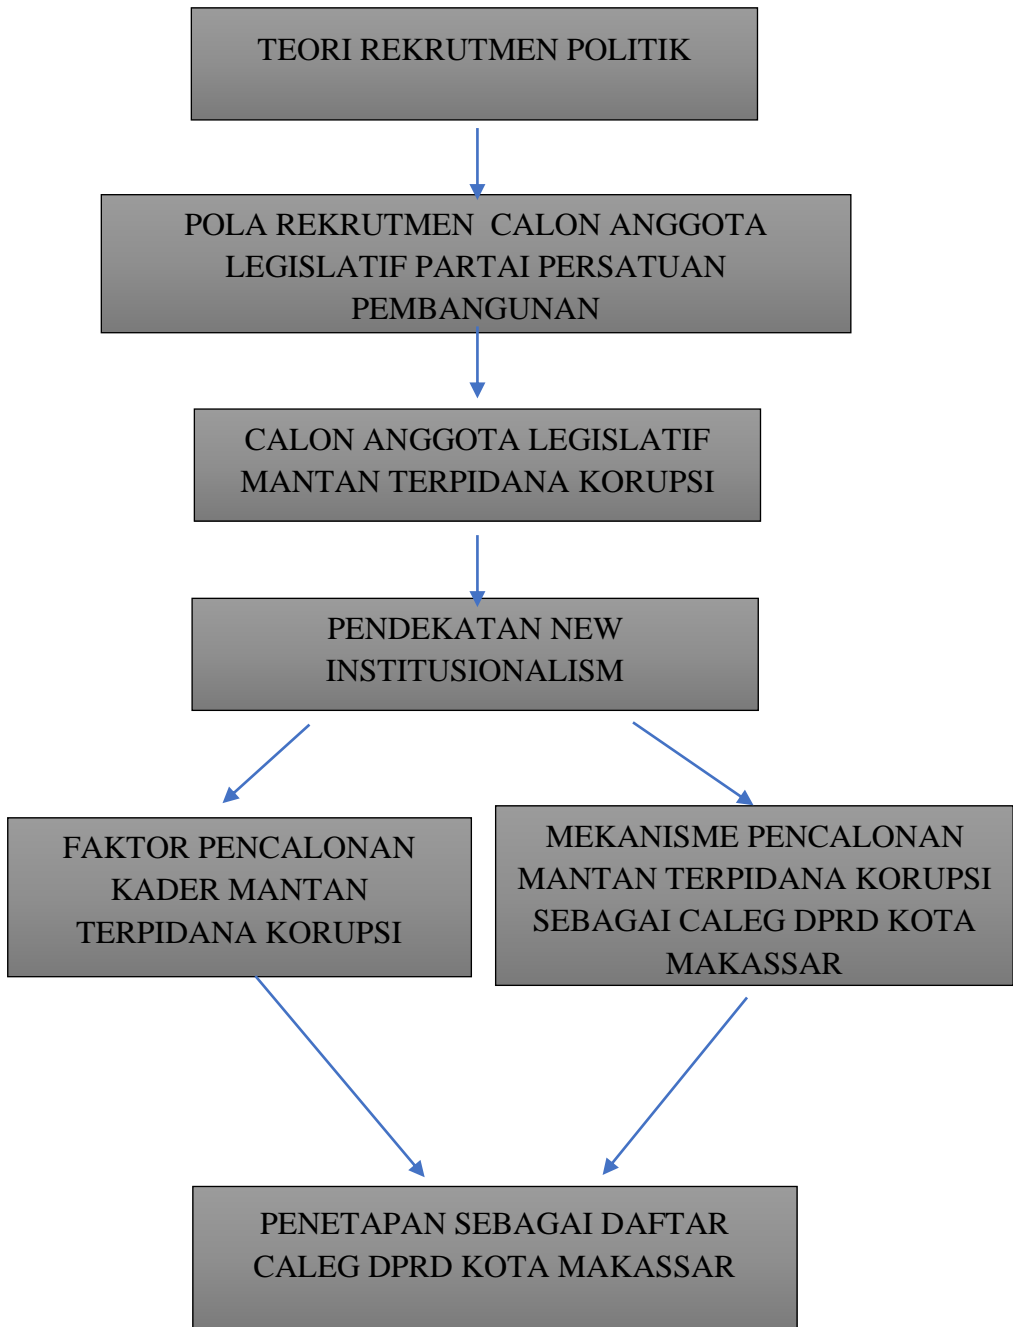 TEORI REKRUTMEN POLITIK
POLA REKRUTMEN  CALON ANGGOTA
LEGISLATIF PARTAI PERSATUAN
PEMBANGUNAN
CALON ANGGOTA LEGISLATIF
MANTAN TERPIDANA KORUPSI
PENDEKATAN NEW
INSTITUSIONALISM
FAKTOR PENCALONAN
KADER MANTAN
TERPIDANA KORUPSI
MEKANISME PENCALONAN
MANTAN TERPIDANA KORUPSI
SEBAGAI CALEG DPRD KOTA
MAKASSAR
PENETAPAN SEBAGAI DAFTAR
CALEG DPRD KOTA MAKASSAR